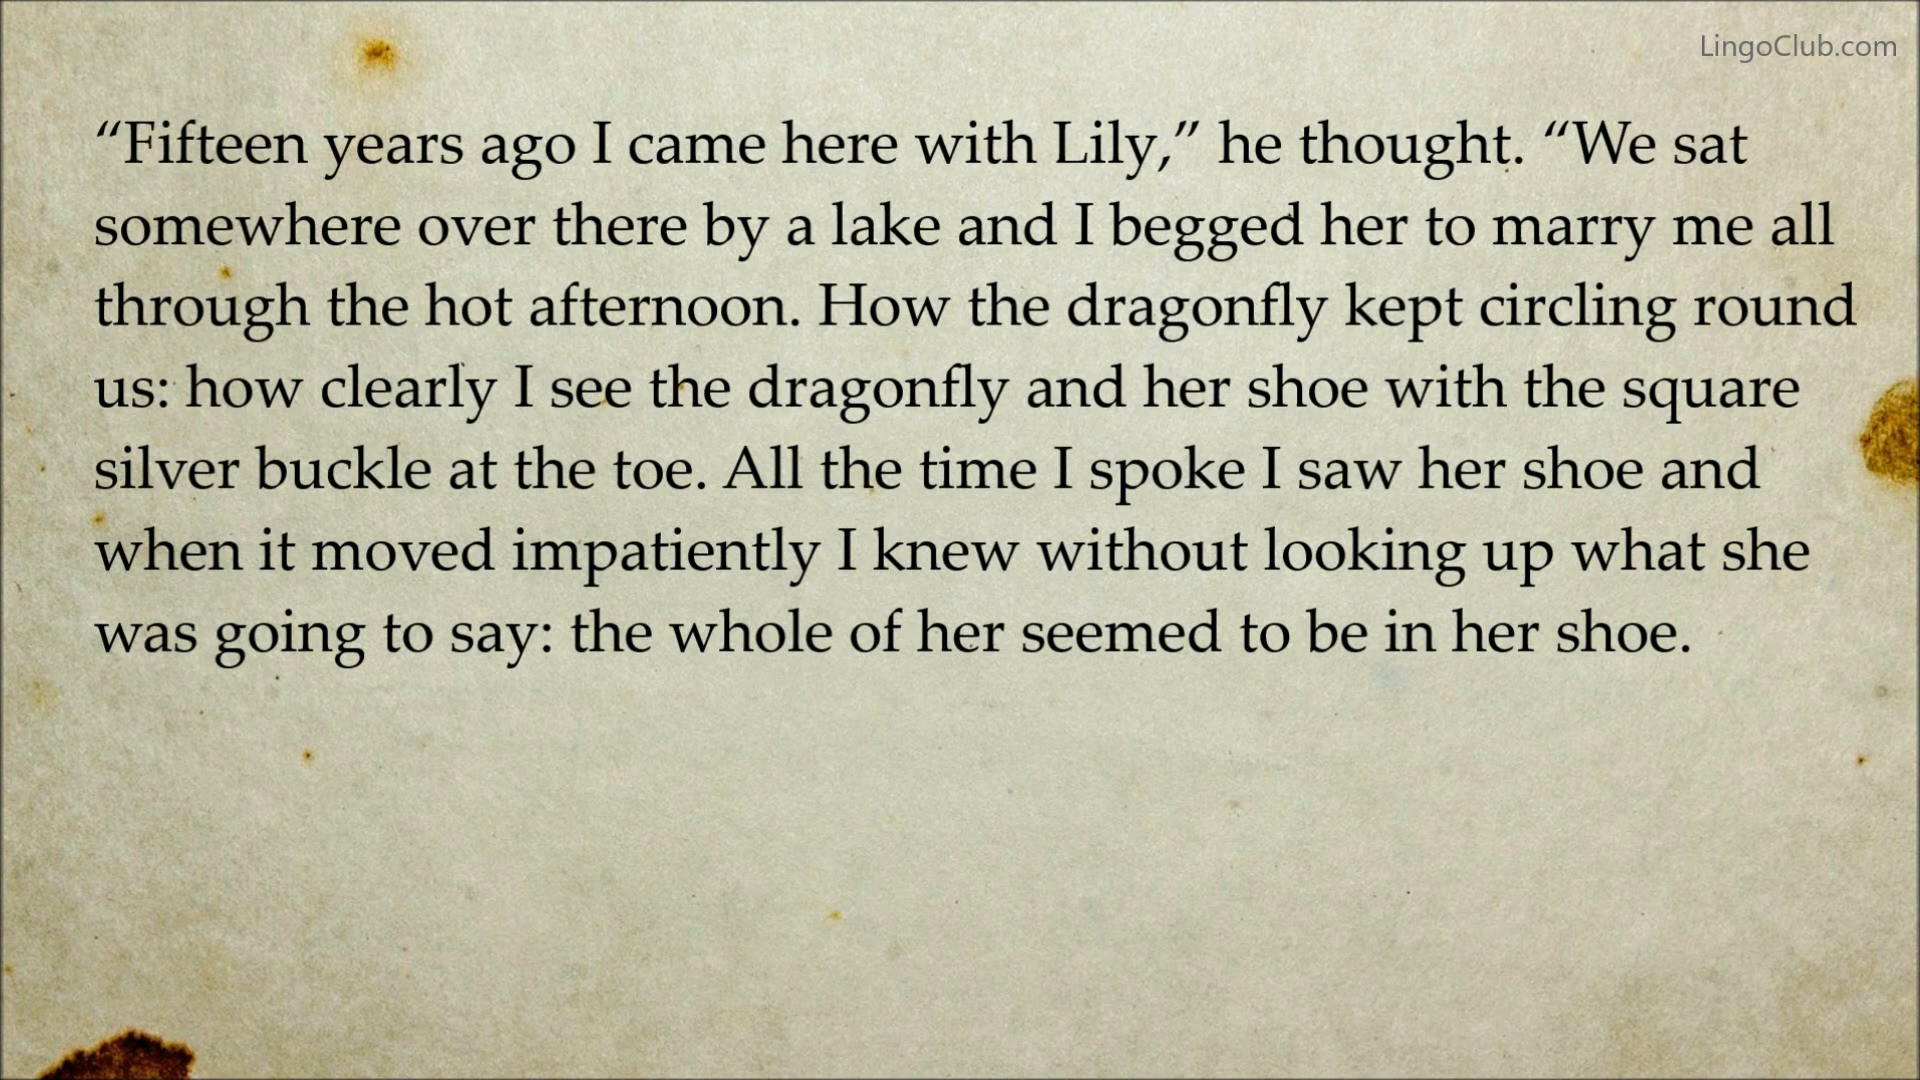 LingoClub.com
“Fifteen years ago I came here with Lily,” he thought. “We sat
somewhere over there by a lake and I begged her to marry me all
through the hot afternoon. How the dragonfly kept circling round
us: how clearly I see the dragonfly and her shoe with the square
silver buckle at the toe. All the time I spoke I saw her shoe and
when it moved impatiently I knew without looking up what she
was going to say: the whole of her seemed to be in her shoe.